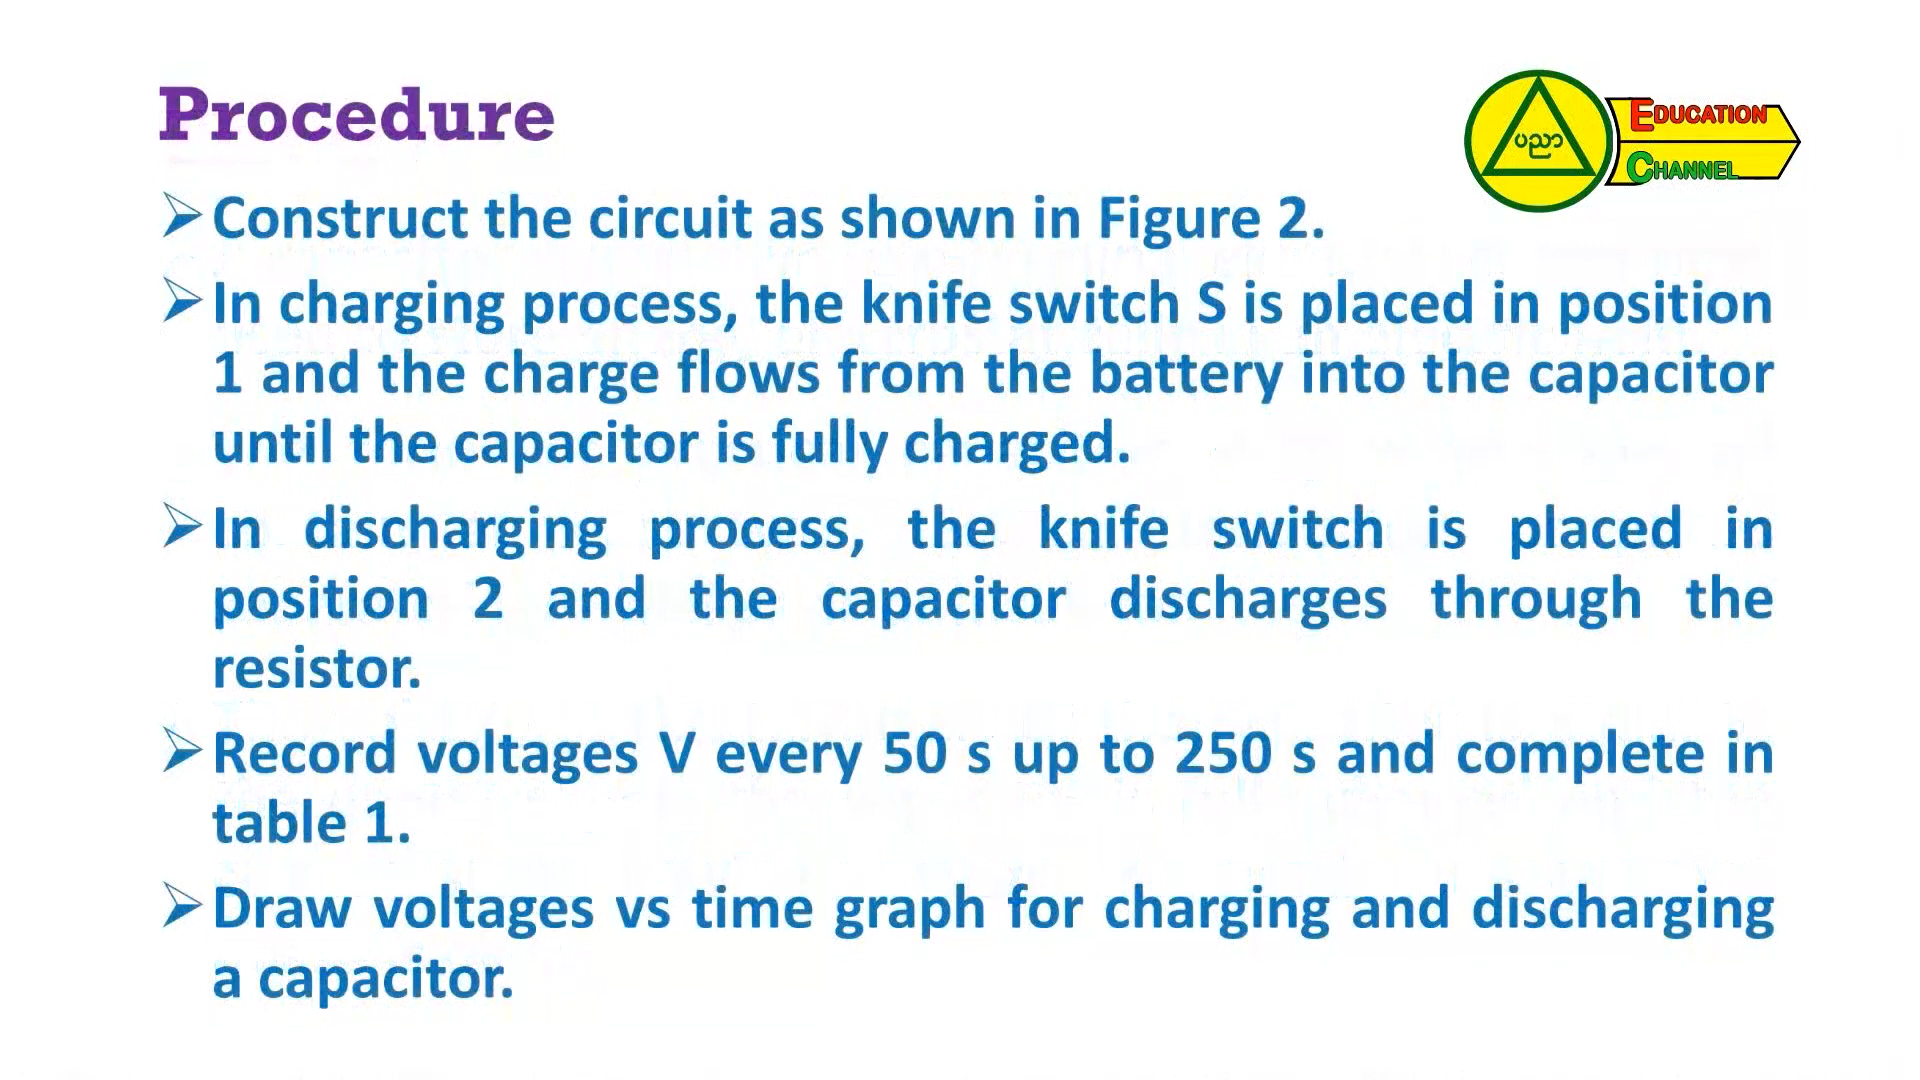 Procedure
ပညာ
EDUCATION
CHANNEL
Construct the circuit as shown in Figure 2.
In charging process, the knife switch S is placed in position
1 and the charge flows from the battery into the capacitor
until the capacitor is fully charged.
In discharging process, the knife switch is placed in
position 2 and the capacitor discharges through the
resistor.
Record voltages V every 50 s up to 250 s and complete in
table 1.
Draw voltages vs time graph for charging and discharging
a capacitor.